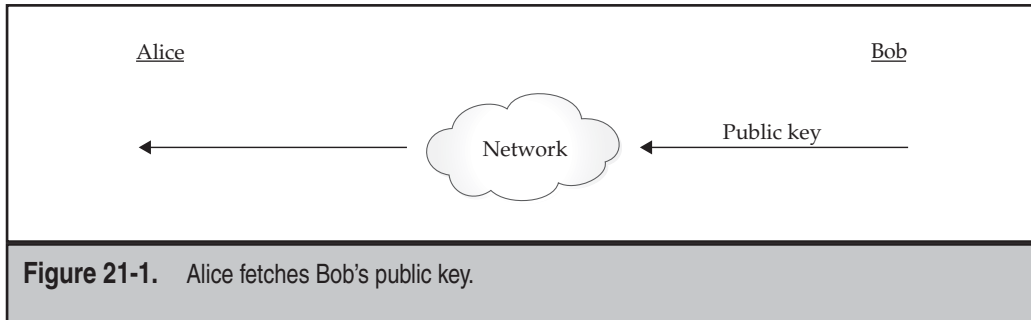 Alice
Bob
Network
Public key
Figure 21-1. Alice fetches Bob's public key.